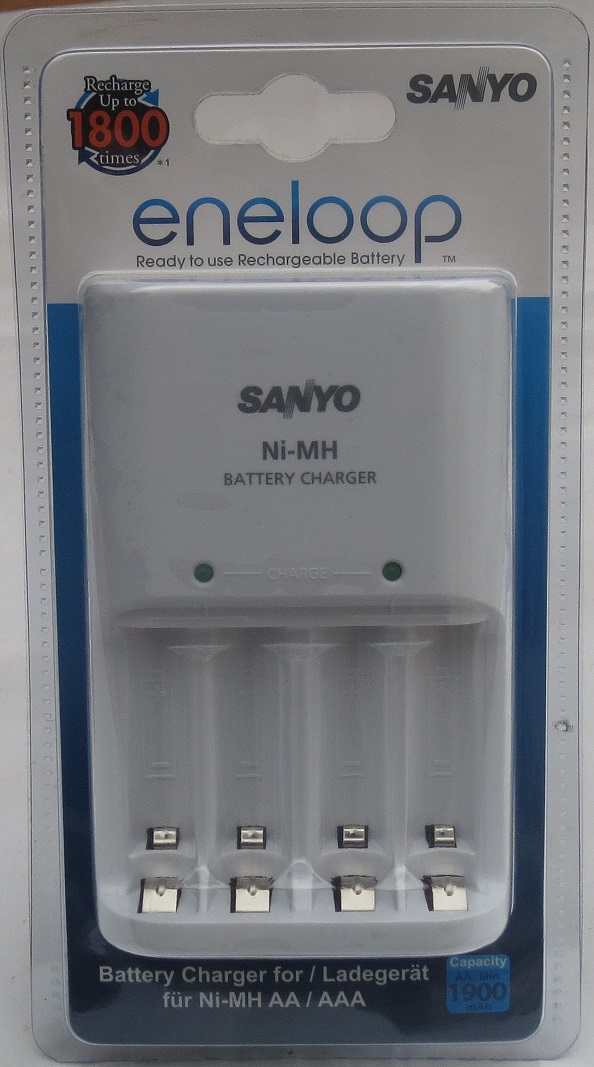 Recharge
Up to
1800
times *1
SANYO
eneloop
Ready to use Rechargeable Battery TM
SANYO
Ni-MH
BATTERY CHARGER
CHARGE
Battery Charger for / Ladegerät
für Ni-MH AA / AAA
Capacity
AA, Min.
1900
mAh